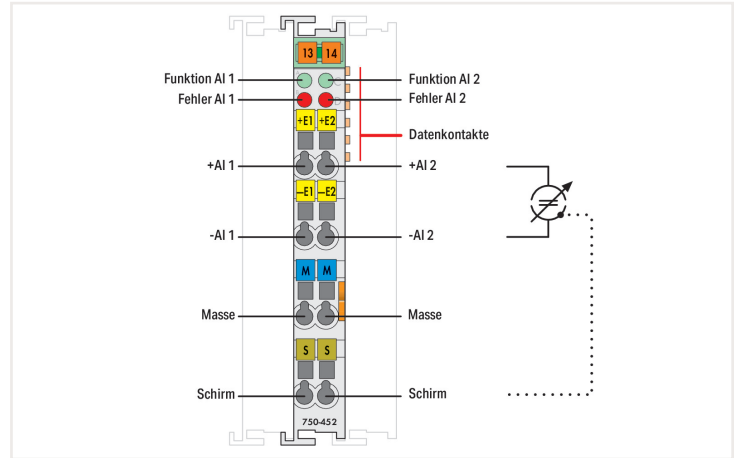 13 14
Funktion AI 1 C Funktion AI 2
Fehler AI 1 D Fehler AI 2
+E1 +E2
Datenkontakte
+AI 1 +AI 2
–E1 –E2
-AI 1 -AI 2
M M
Masse Masse
S S
Schirm Schirm
750-452